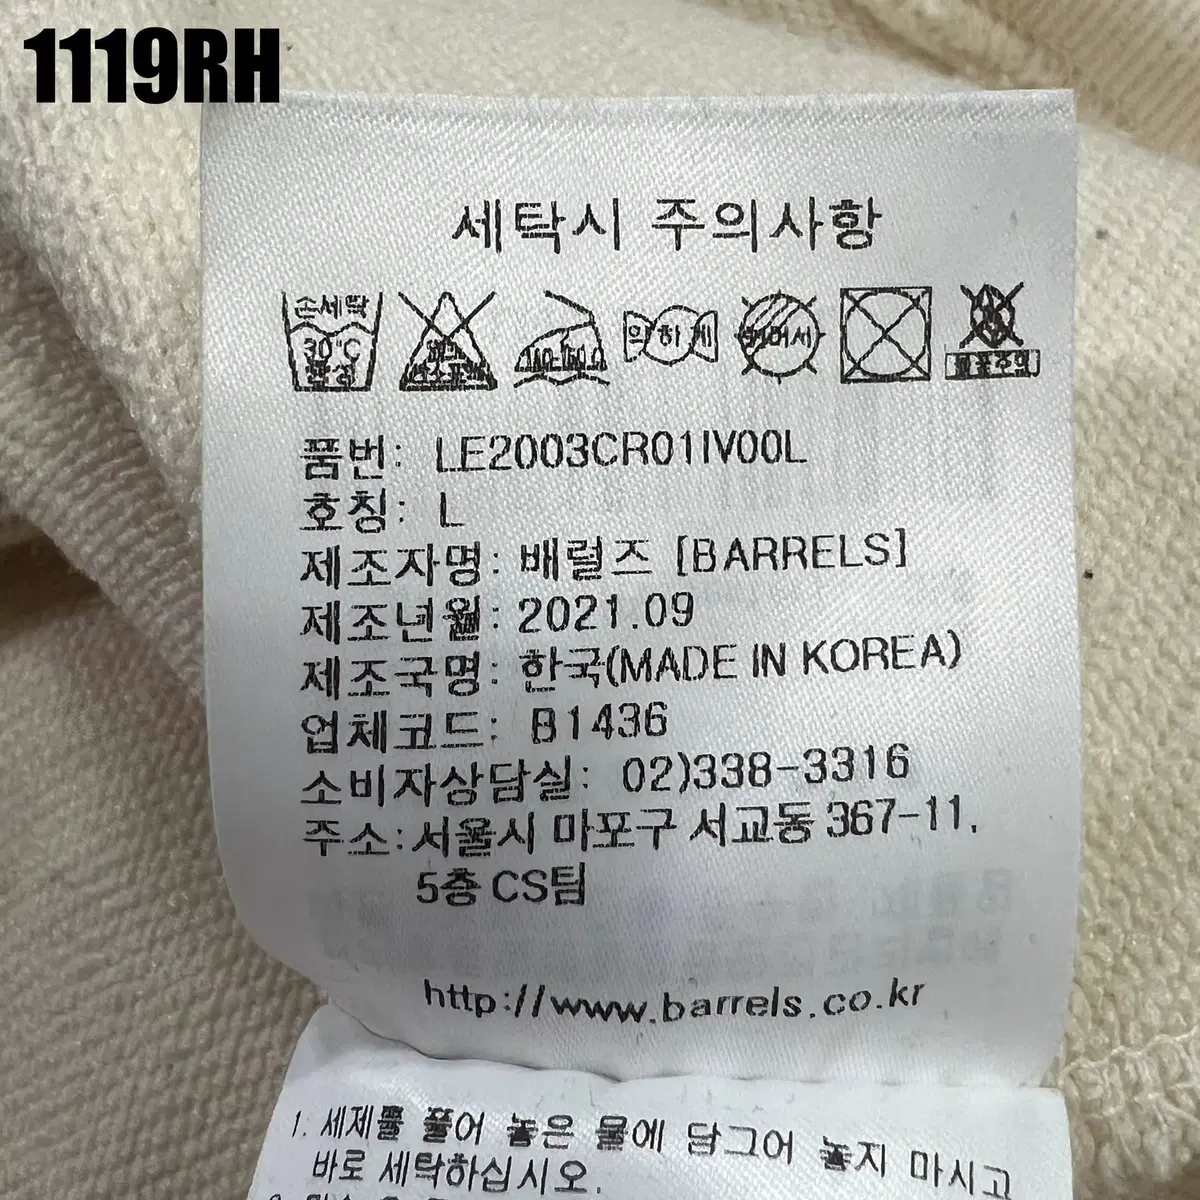 1119RH
세탁시 주의사항
손세탁
30°C
중성
140-160℃
약하게
뉘어서
품번: LE2003CR01IV00L
호칭: L
제조자명: 배럴즈 [BARRELS]
제조년월: 2021.09
제조국명: 한국(MADE IN KOREA)
업체코드: B1436
소비자상담실: 02)338-3316
주소: 서울시 마포구 서교동 367-11,
5층 CS팀
http://www.barrels.co.kr
1. 세제를 풀어 놓은 물에 담그어 놓지 마시고
바로 세탁하십시오.